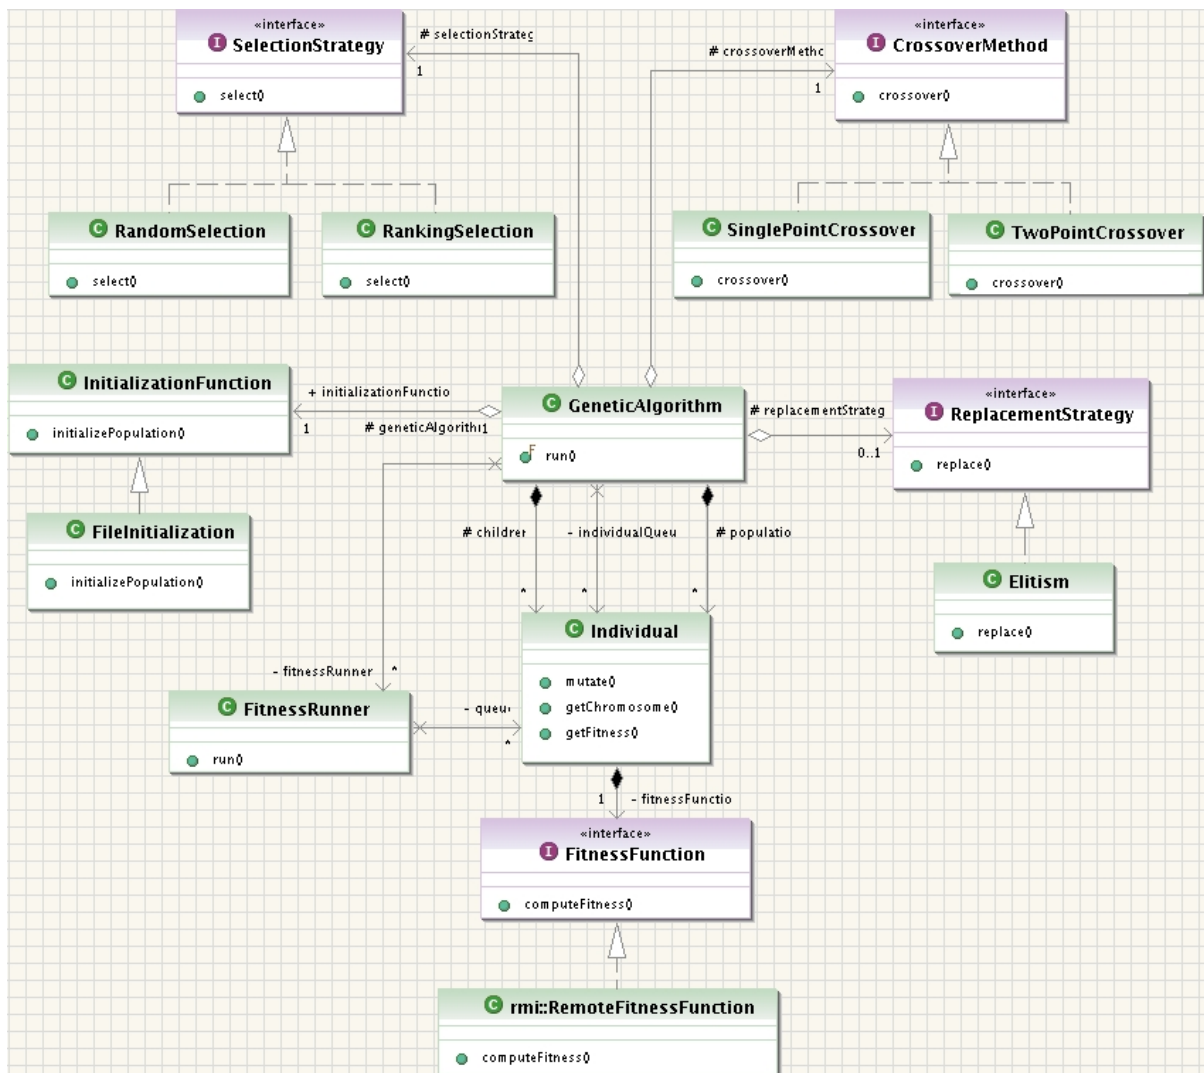 «interface»
I SelectionStrategy
select()
# selectionStrateg
1
«interface»
I CrossoverMethod
crossover()
# crossoverMetho
1
C RandomSelection
select()
C RankingSelection
select()
C SinglePointCrossover
crossover()
C TwoPointCrossover
crossover()
C InitializationFunction
initializePopulation()
+ initializationFunctio
1
# geneticAlgorithm
1
C GeneticAlgorithm
F run()
# replacementStrateg
0..1
«interface»
I ReplacementStrategy
replace()
C FileInitialization
initializePopulation()
# childrer
*
- individualQueu
*
# populatio
*
C Elitism
replace()
C Individual
mutate()
getChromosome()
getFitness()
- fitnessRunner
*
C FitnessRunner
run()
- queu
*
1
- fitnessFunctio
«interface»
I FitnessFunction
computeFitness()
C rmi::RemoteFitnessFunction
computeFitness()